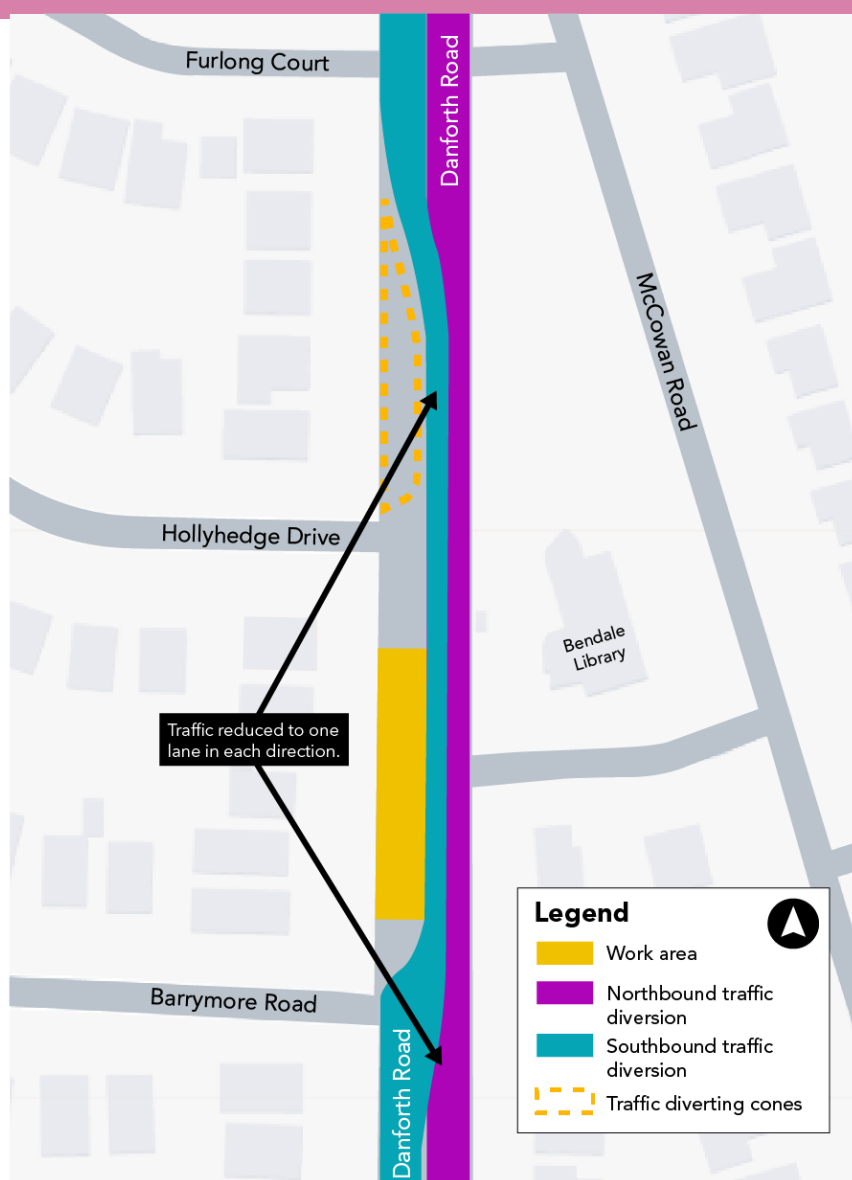 Furlong Court
Danforth Road
McCowan Road
Hollyhedge Drive
Bendale
Library
Traffic reduced to one
lane in each direction.
Barrymore Road
Danforth Road
Legend
Work area
Northbound traffic
diversion
Southbound traffic
diversion
Traffic diverting cones